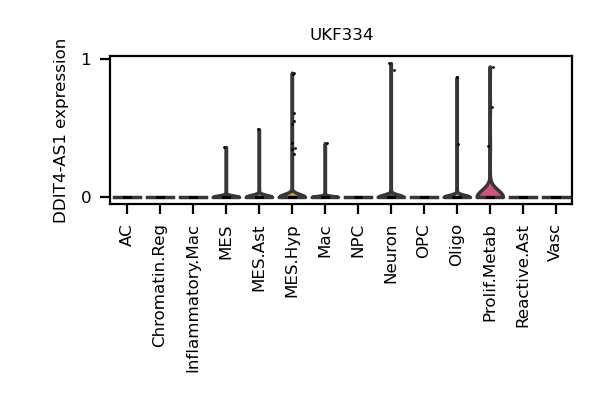 UKF334
DDIT4-AS1 expression
1
0
AC
Chromatin.Reg
Inflammatory.Mac
MES
MES.Ast
MES.Hyp
Mac
NPC
Neuron
OPC
Oligo
Prolif.Metab
Reactive.Ast
Vasc